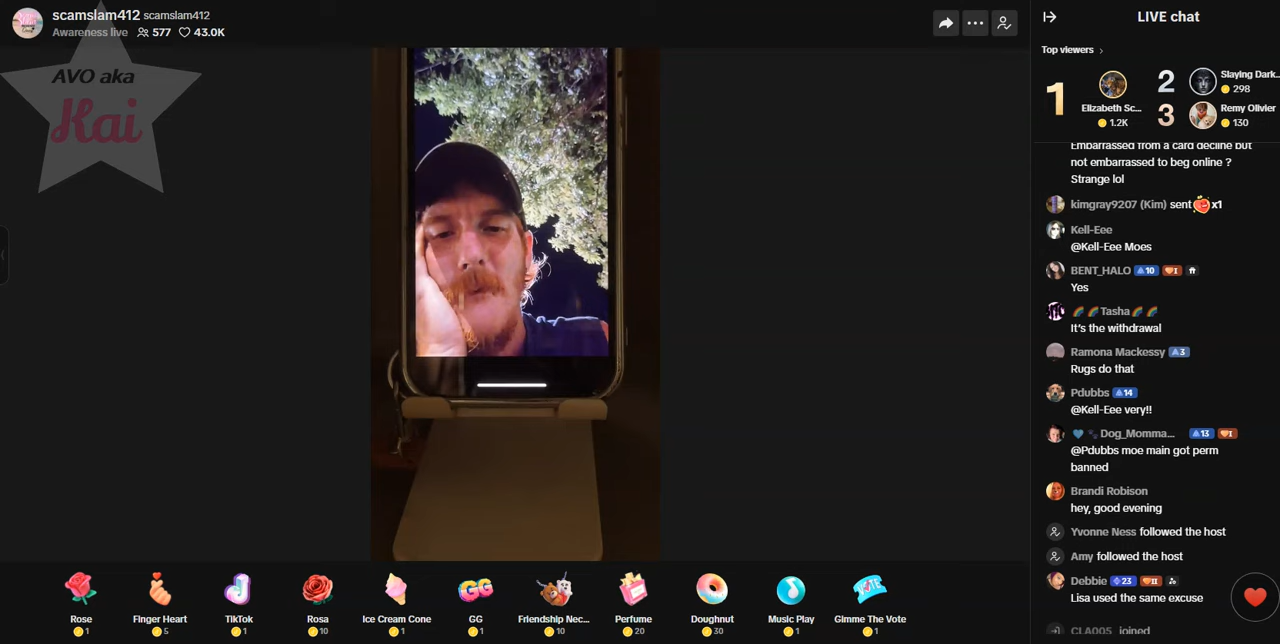 scamslam412 scamslam412
Awareness live 577 43.0K
AVO aka
Kai
LIVE chat
Top viewers >
1
Elizabeth Sc...
1.2K
2
Slaying Dark...
298
3
Remy Olivier
130
Embarrassed from a card decline but
not embarrassed to beg online ?
Strange lol
kimgray9207 (Kim) sent x1
Kell-Eee
@Kell-Eee Moes
BENT_HALO 10 I
Yes
Tasha
It's the withdrawal
Ramona Mackessy 3
Rugs do that
Pdubbs 14
@Kell-Eee very!!
Dog_Momma... 13 I
@Pdubbs moe main got perm
banned
Brandi Robison
hey, good evening
Yvonne Ness followed the host
Amy followed the host
Debbie 23 II
Lisa used the same excuse
CLA005 joined
Rose
1
Finger Heart
5
TikTok
1
Rosa
10
Ice Cream Cone
1
GG
GG
1
Friendship Nec...
10
Perfume
20
Doughnut
30
Music Play
1
Gimme The Vote
1